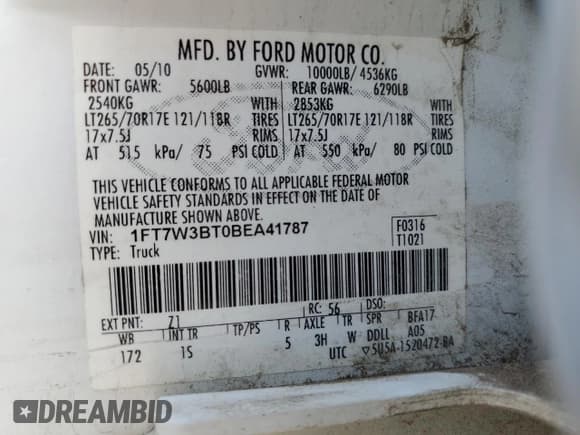 MFD. BY FORD MOTOR CO.
DATE: 05/10 GVWR: 10000LB/ 4536KG
FRONT GAWR: 5600LB REAR GAWR: 6290LB
2540KG WITH 2853KG WITH
LT265/70R17E 121/118R TIRES LT265/70R17E 121/118R TIRES
17x7.5J RIMS 17x7.5J RIMS
AT 515 kPa/ 75 PSI COLD AT 550 kPa/ 80 PSI COLD
THIS VEHICLE CONFORMS TO ALL APPLICABLE FEDERAL MOTOR
VEHICLE SAFETY STANDARDS IN EFFECT ON THE DATE OF
MANUFACTURE SHOWN ABOVE.
VIN: 1FT7W3BT0BEA41787 F0316
TYPE: Truck T1021
EXT PNT: Z1 RC: 56 DSO:
WB INT TR TP/PS R AXLE TR SPR BFA17
172 1S 5 3H W DDLL A05
UTC ▽5U5A-1520472-BA
DREAMBID